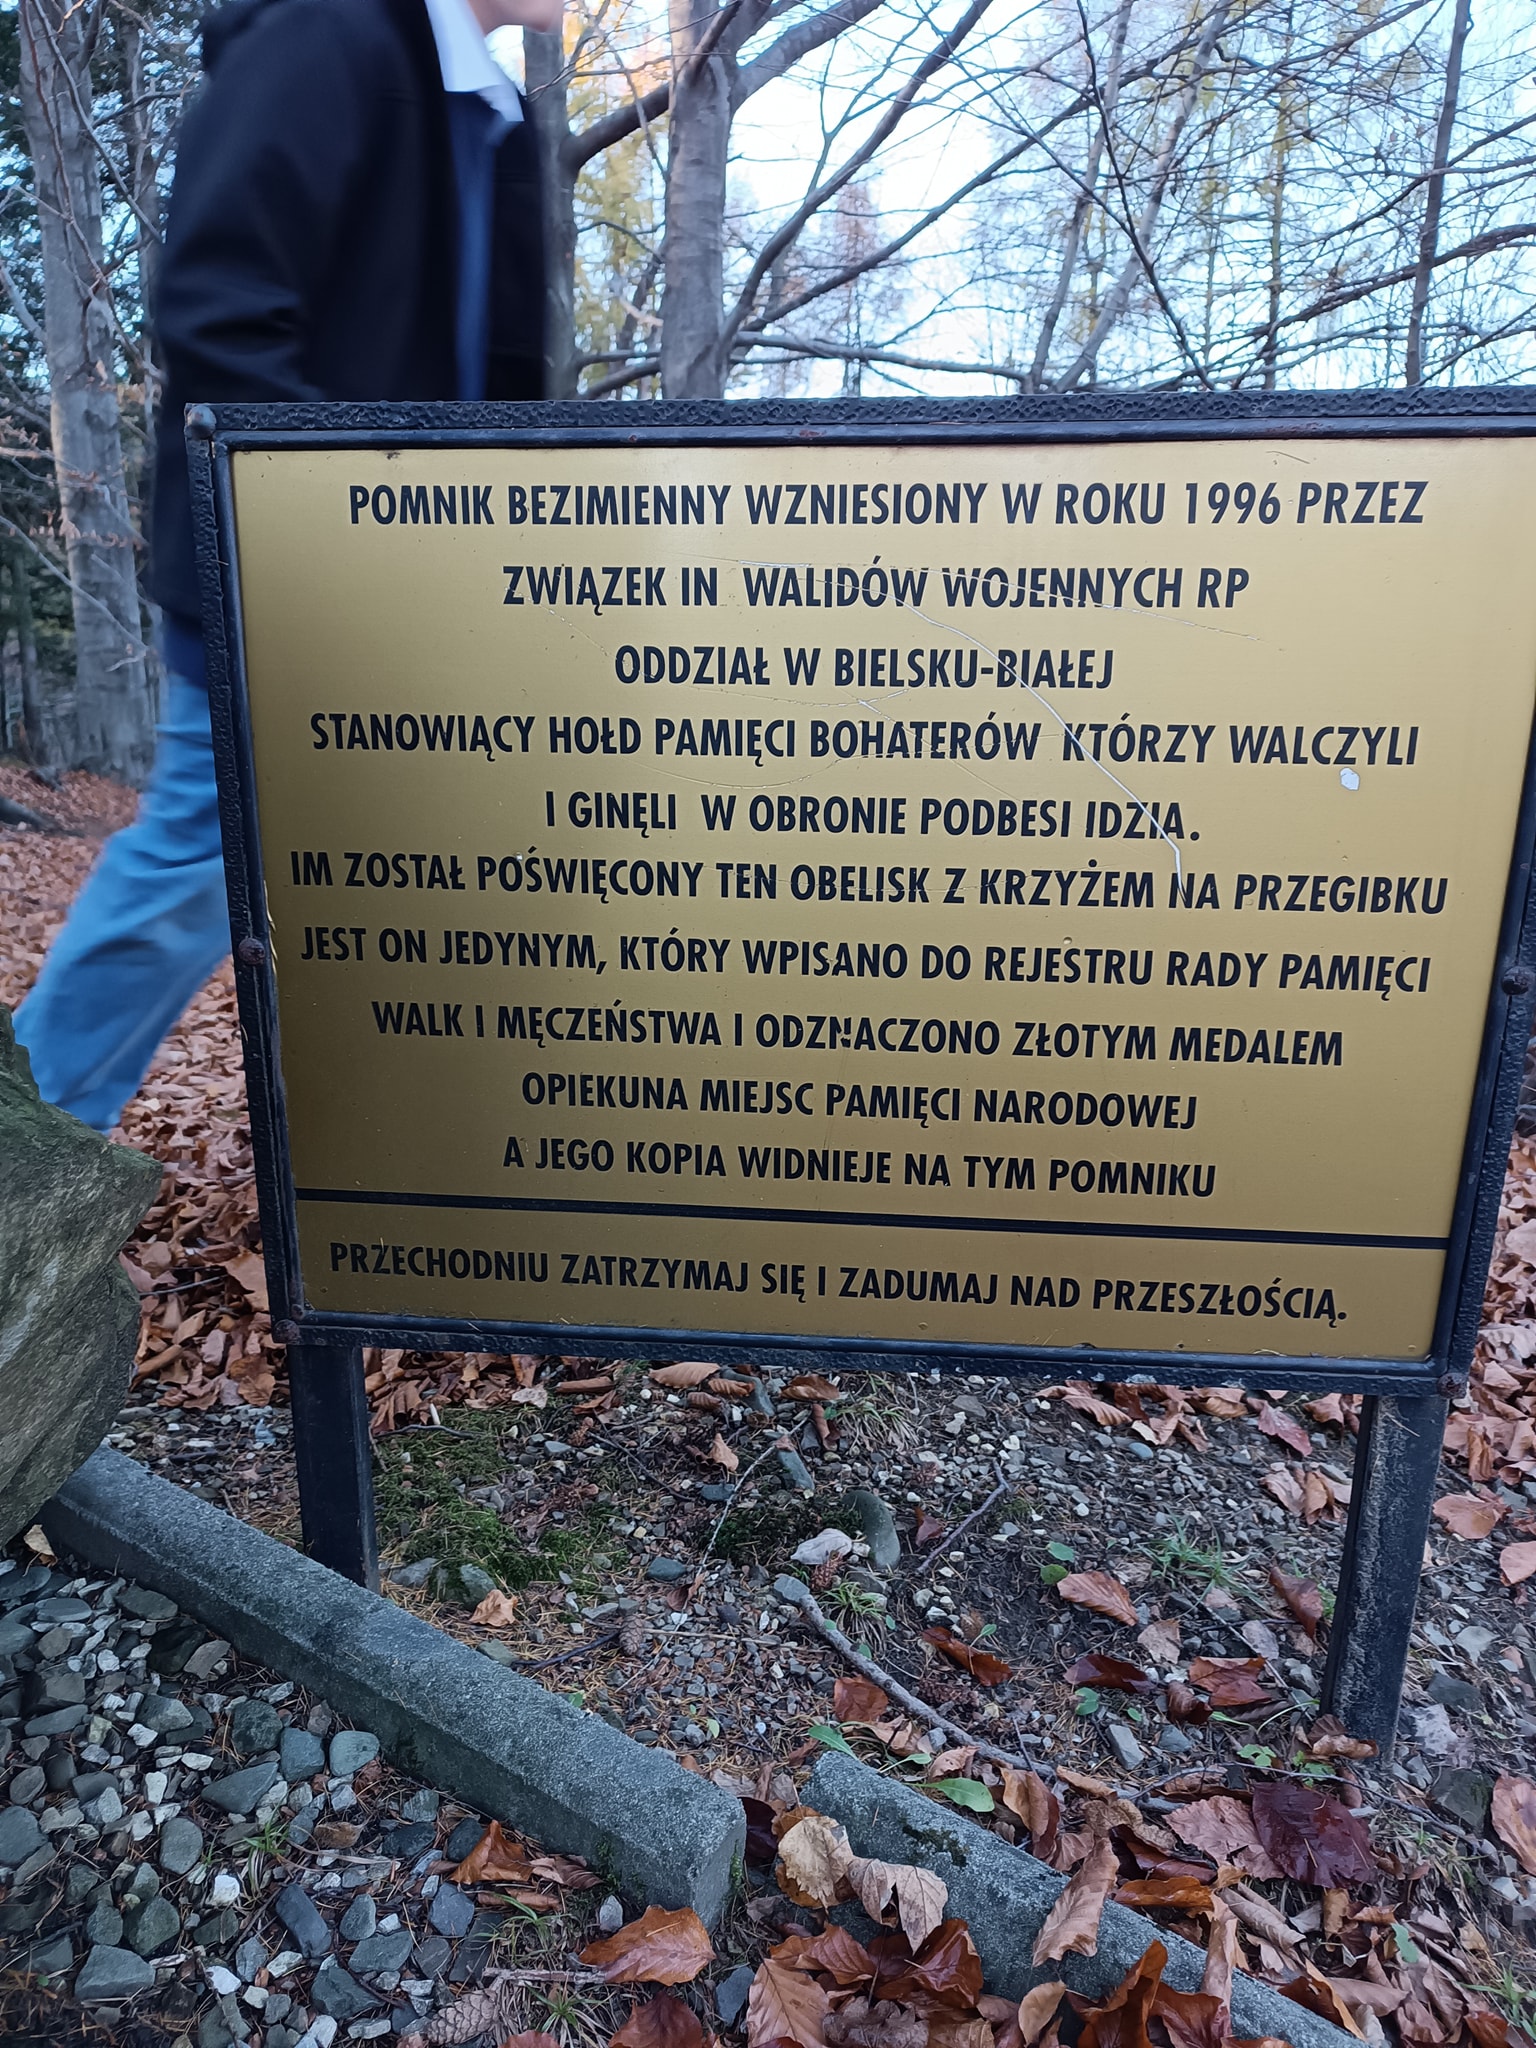 POMNIK BEZIMIENNY WZNIESIONY W ROKU 1996 PRZEZ
ZWIĄZEK IN WALIDÓW WOJENNYCH RP
ODDZIAŁ W BIELSKU-BIAŁEJ
STANOWIĄCY HOŁD PAMIĘCI BOHATERÓW KTÓRZY WALCZYLI
I GINĘLI W OBRONIE PODBESI IDZIA.
IM ZOSTAŁ POŚWIĘCONY TEN OBELISK Z KRZYŻEM NA PRZEGIBKU
JEST ON JEDYNYM, KTÓRY WPISANO DO REJESTRU RADY PAMIĘCI
WALK I MĘCZEŃSTWA I ODZNACZONO ZŁOTYM MEDALEM
OPIEKUNA MIEJSC PAMIĘCI NARODOWEJ
A JEGO KOPIA WIDNIEJE NA TYM POMNIKU
PRZECHODNIU ZATRZYMAJ SIĘ I ZADUMAJ NAD PRZESZŁOŚCIĄ.